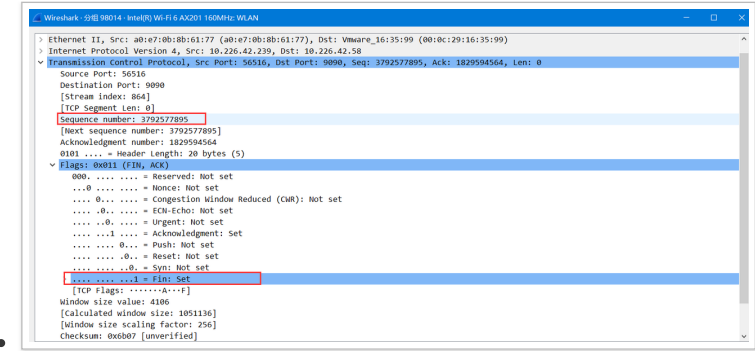 Wireshark · 分组 98014 · Intel(R) Wi-Fi 6 AX201 160MHz: WLAN
Ethernet II, Src: a0:e7:0b:8b:61:77 (a0:e7:0b:8b:61:77), Dst: Vmware_16:35:99 (00:0c:29:16:35:99)
Internet Protocol Version 4, Src: 10.226.42.239, Dst: 10.226.42.58
Transmission Control Protocol, Src Port: 56516, Dst Port: 9090, Seq: 3792577895, Ack: 1829594564, Len: 0
Source Port: 56516
Destination Port: 9090
[Stream index: 864]
[TCP Segment Len: 0]
Sequence number: 3792577895
[Next sequence number: 3792577895]
Acknowledgment number: 1829594564
0101 .... = Header Length: 20 bytes (5)
Flags: 0x011 (FIN, ACK)
000. .... .... = Reserved: Not set
...0 .... .... = Nonce: Not set
.... 0... .... = Congestion Window Reduced (CWR): Not set
.... .0.. .... = ECN-Echo: Not set
.... ..0. .... = Urgent: Not set
.... ...1 .... = Acknowledgment: Set
.... .... 0... = Push: Not set
.... .... .0.. = Reset: Not set
.... .... ..0. = Syn: Not set
.... .... ...1 = Fin: Set
[TCP Flags: ·······A···F]
Window size value: 4106
[Calculated window size: 1051136]
[Window size scaling factor: 256]
Checksum: 0x6b07 [unverified]